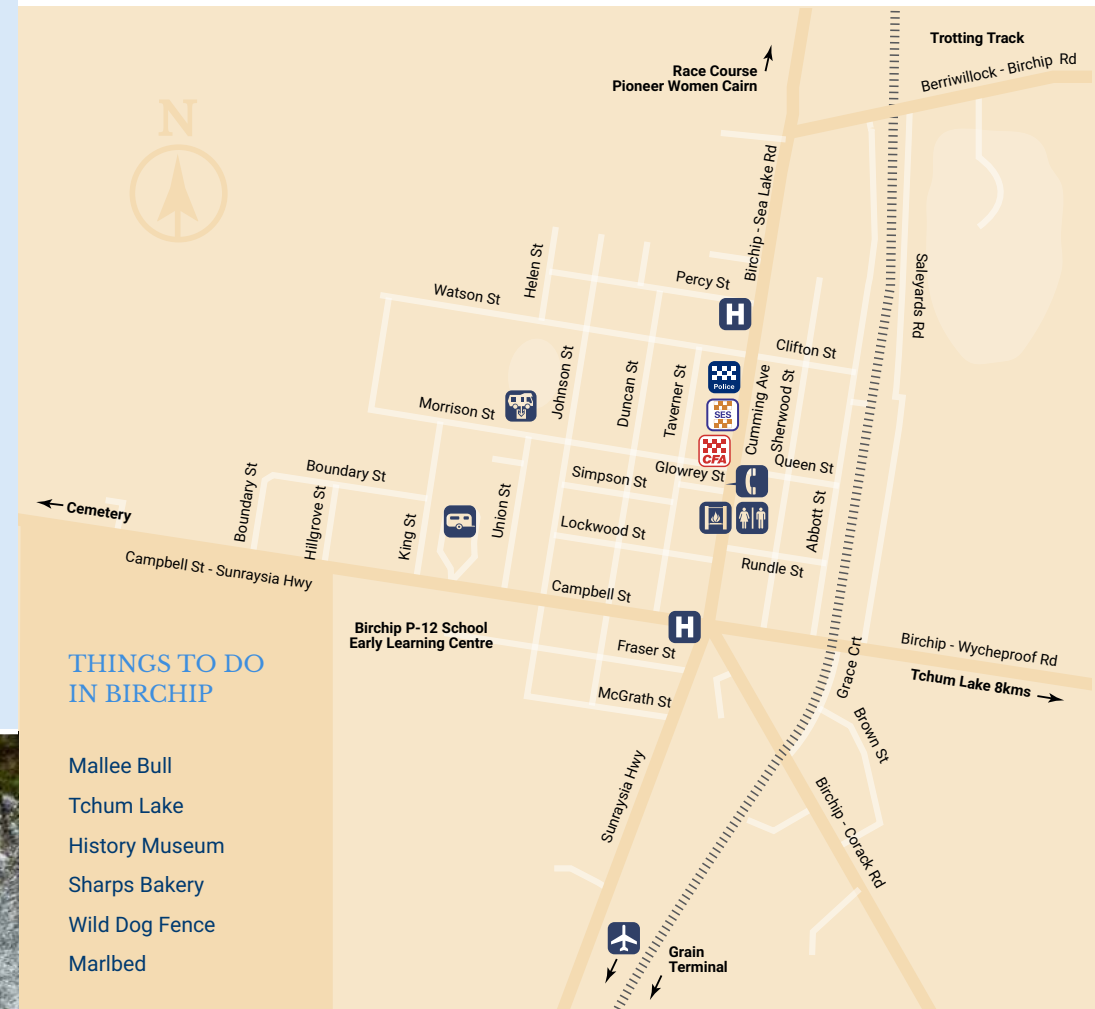 Trotting Track
Berriwillock - Birchip Rd
Race Course
Pioneer Women Cairn
N
Birchip - Sea Lake Rd
Saleyards Rd
Helen St
Percy St
Watson St
H
Clifton St
Johnson St
Duncan St
Taverner St
Police
Cumming Ave
Sherwood St
Morrison St
SES
CFA
Glowrey St
Queen St
Simpson St
Boundary St
Boundary St
Hillgrove St
King St
Union St
Abbott St
Lockwood St
Cemetery
Campbell St - Sunraysia Hwy
Rundle St
Campbell St
H
Birchip P-12 School
Early Learning Centre
Fraser St
McGrath St
Grace Crt
Birchip - Wycheproof Rd
Tchum Lake 8kms
Brown St
Sunraysia Hwy
Birchip - Corack Rd
Grain
Terminal
THINGS TO DO
IN BIRCHIP
Mallee Bull
Tchum Lake
History Museum
Sharps Bakery
Wild Dog Fence
Marlbed